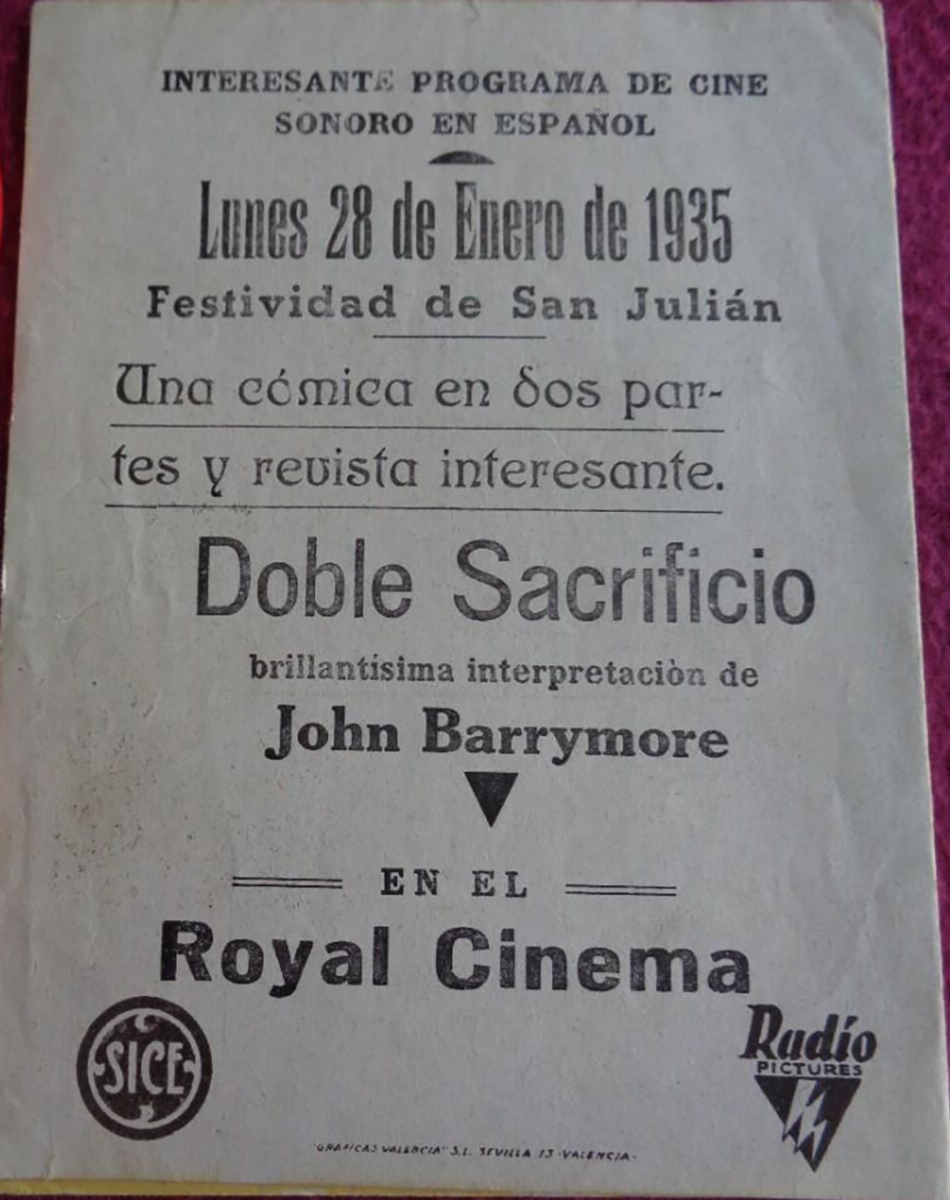 INTERESANTE PROGRAMA DE CINE
SONORO EN ESPAÑOL
Lunes 28 de Enero de 1935
Festividad de San Julián
Una cómica en dos par-
tes y revista interesante.
Doble Sacrificio
brillantísima interpretaciòn de
John Barrymore
EN EL
Royal Cinema
SICE
Radio
PICTURES
"GRAFICAS VALENCIA" S.L. SEVILLA 13 -VALENCIA-